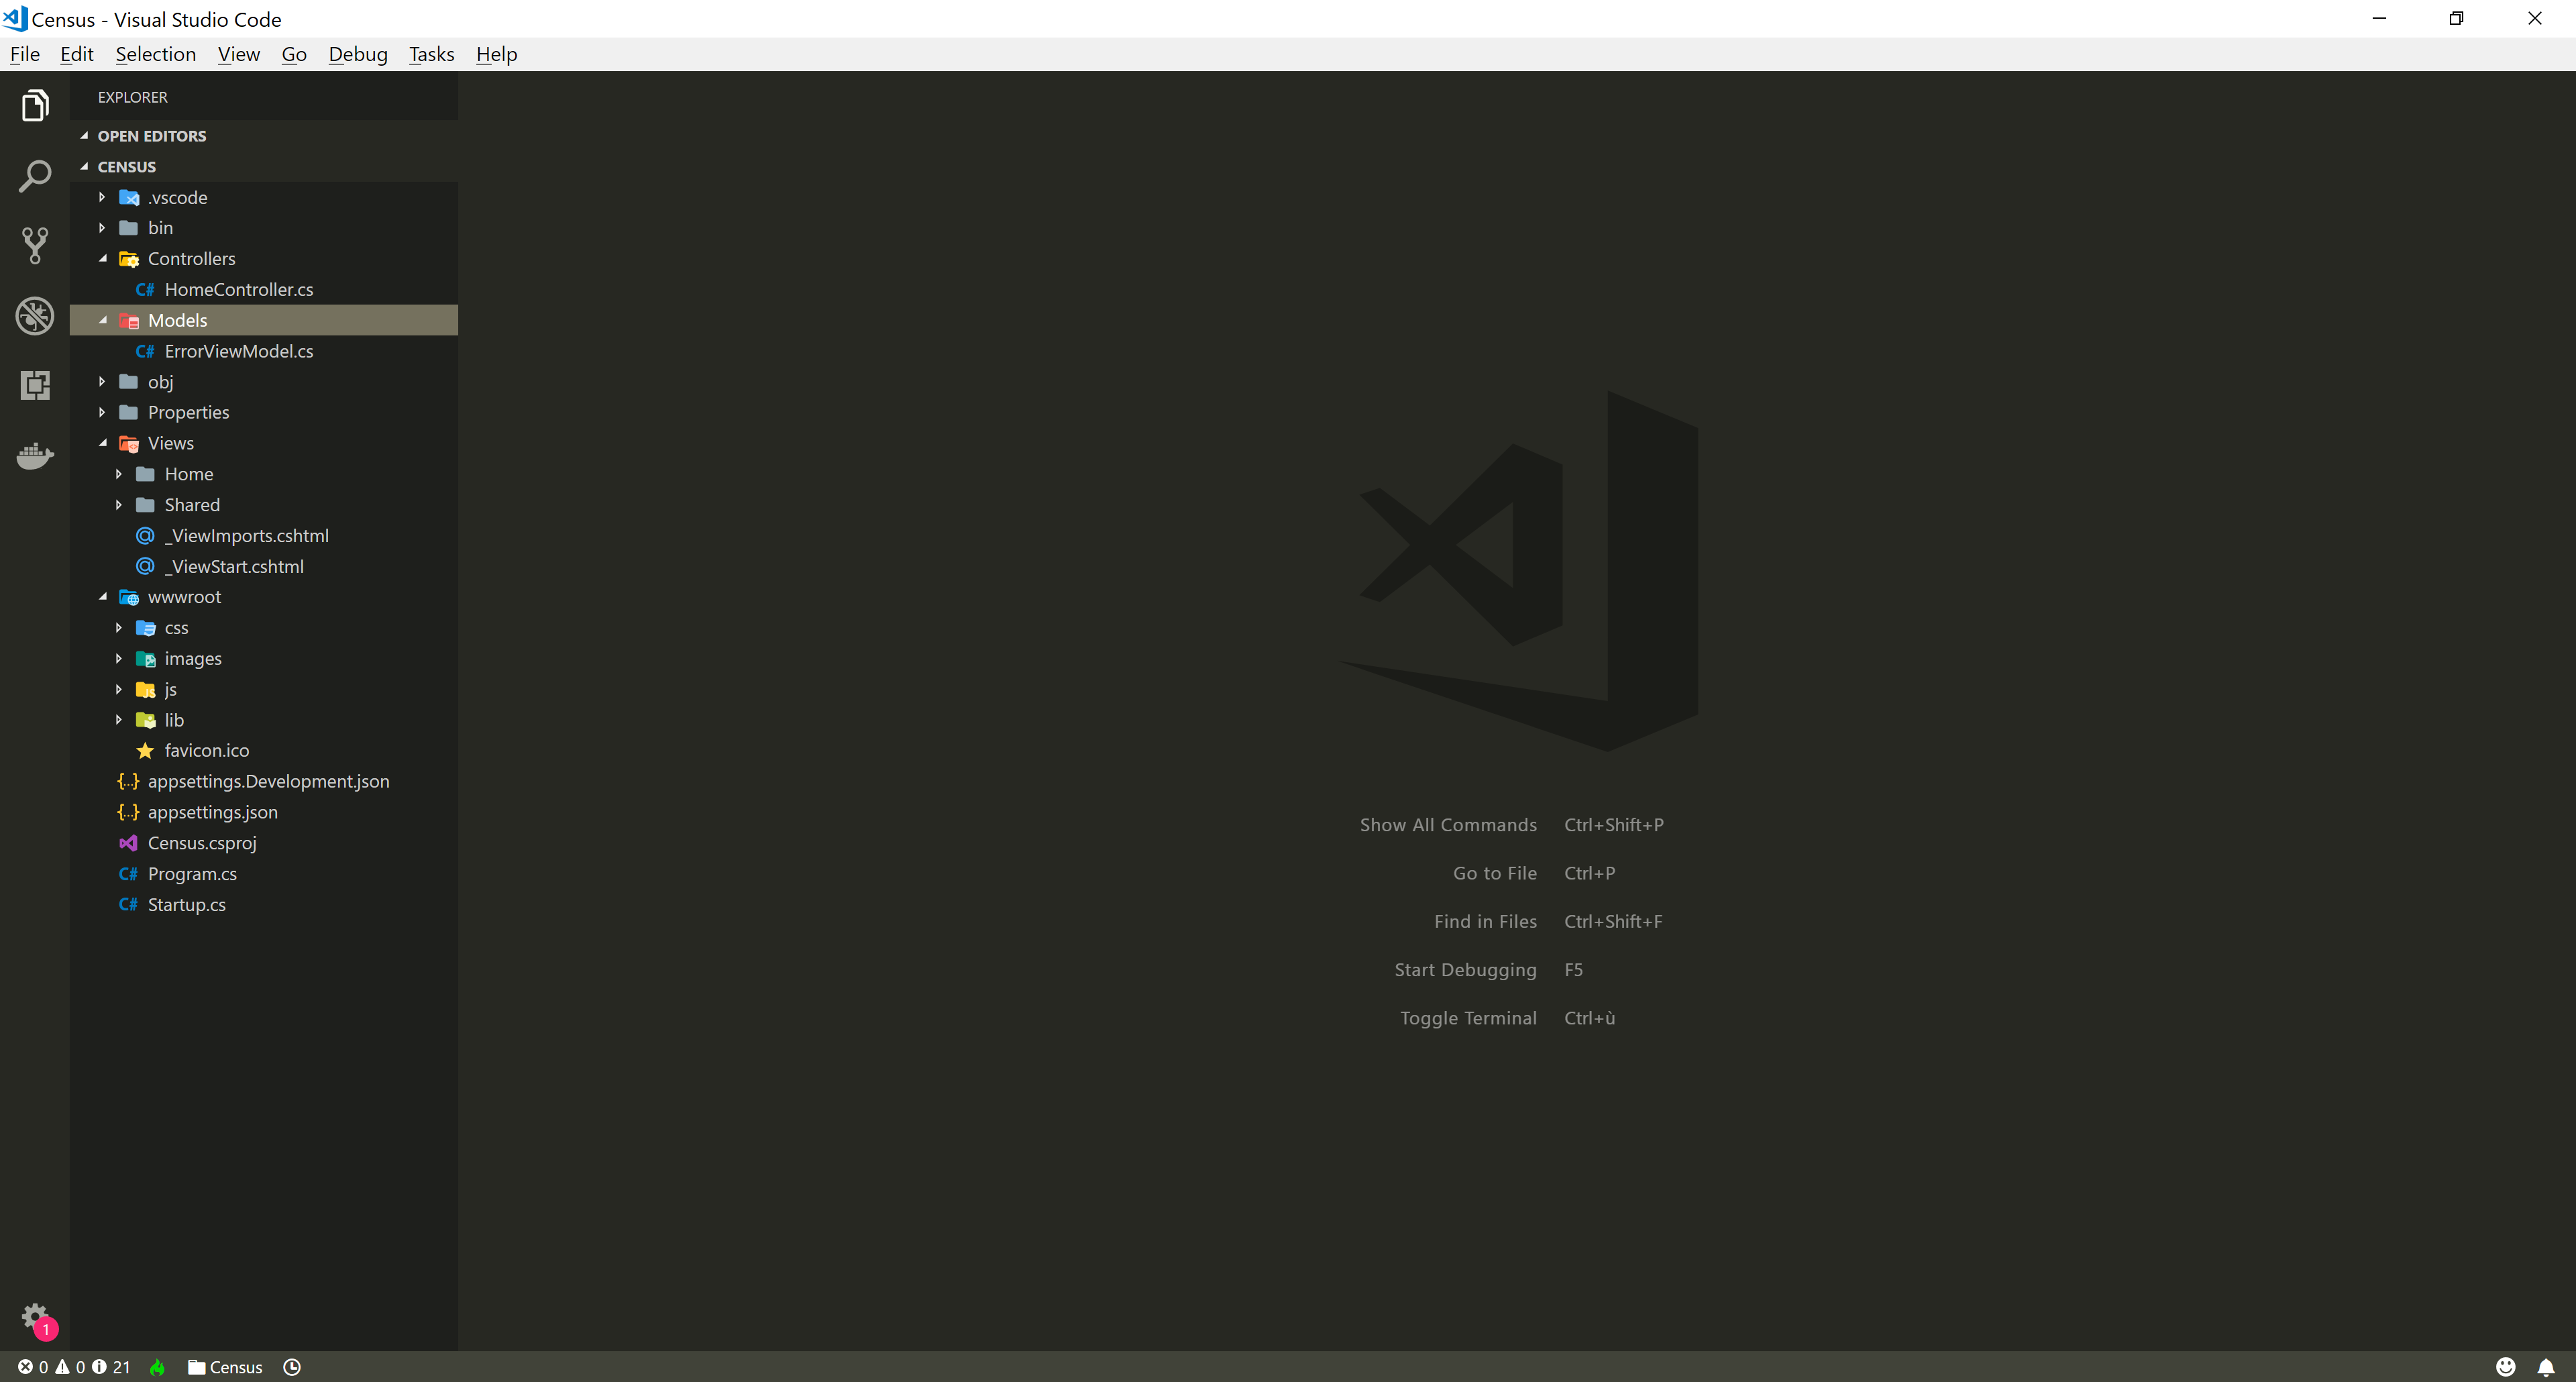 Census - Visual Studio Code
File Edit Selection View Go Debug Tasks Help
EXPLORER
OPEN EDITORS
CENSUS
.vscode
bin
Controllers
C# HomeController.cs
Models
C# ErrorViewModel.cs
obj
Properties
Views
Home
Shared
@ _ViewImports.cshtml
@ _ViewStart.cshtml
wwwroot
css
images
JS js
lib
favicon.ico
{..} appsettings.Development.json
{..} appsettings.json
Census.csproj
C# Program.cs
C# Startup.cs
Show All Commands Ctrl+Shift+P
Go to File Ctrl+P
Find in Files Ctrl+Shift+F
Start Debugging F5
Toggle Terminal Ctrl+ù
1
0 0 21 Census